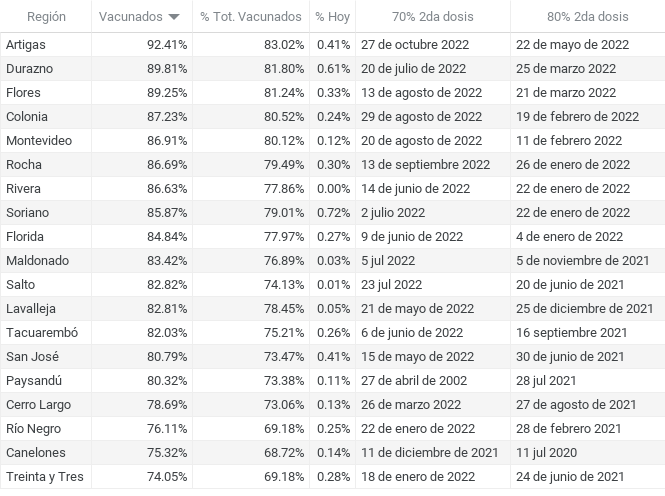 Región Vacunados % Tot. Vacunados % Hoy 70% 2da dosis 80% 2da dosis
Artigas 92.41% 83.02% 0.41% 27 de octubre 2022 22 de mayo de 2022
Durazno 89.81% 81.80% 0.61% 20 de julio de 2022 25 de marzo 2022
Flores 89.25% 81.24% 0.33% 13 de agosto de 2022 21 de marzo 2022
Colonia 87.23% 80.52% 0.24% 29 de agosto de 2022 19 de febrero de 2022
Montevideo 86.91% 80.12% 0.12% 20 de agosto de 2022 11 de febrero 2022
Rocha 86.69% 79.49% 0.30% 13 de septiembre 2022 26 de enero de 2022
Rivera 86.63% 77.86% 0.00% 14 de junio de 2022 22 de enero de 2022
Soriano 85.87% 79.01% 0.72% 2 julio 2022 22 de enero de 2022
Florida 84.84% 77.97% 0.27% 9 de junio de 2022 4 de enero de 2022
Maldonado 83.42% 76.89% 0.03% 5 jul 2022 5 de noviembre de 2021
Salto 82.82% 74.13% 0.01% 23 jul 2022 20 de junio de 2021
Lavalleja 82.81% 78.45% 0.05% 21 de mayo de 2022 25 de diciembre de 2021
Tacuarembó 82.03% 75.21% 0.26% 6 de junio de 2022 16 septiembre 2021
San José 80.79% 73.47% 0.41% 15 de mayo de 2022 30 de junio de 2021
Paysandú 80.32% 73.38% 0.11% 27 de abril de 2002 28 jul 2021
Cerro Largo 78.69% 73.06% 0.13% 26 de marzo 2022 27 de agosto de 2021
Río Negro 76.11% 69.18% 0.25% 22 de enero de 2022 28 de febrero 2021
Canelones 75.32% 68.72% 0.14% 11 de diciembre de 2021 11 jul 2020
Treinta y Tres 74.05% 69.18% 0.28% 18 de enero de 2022 24 de junio de 2021